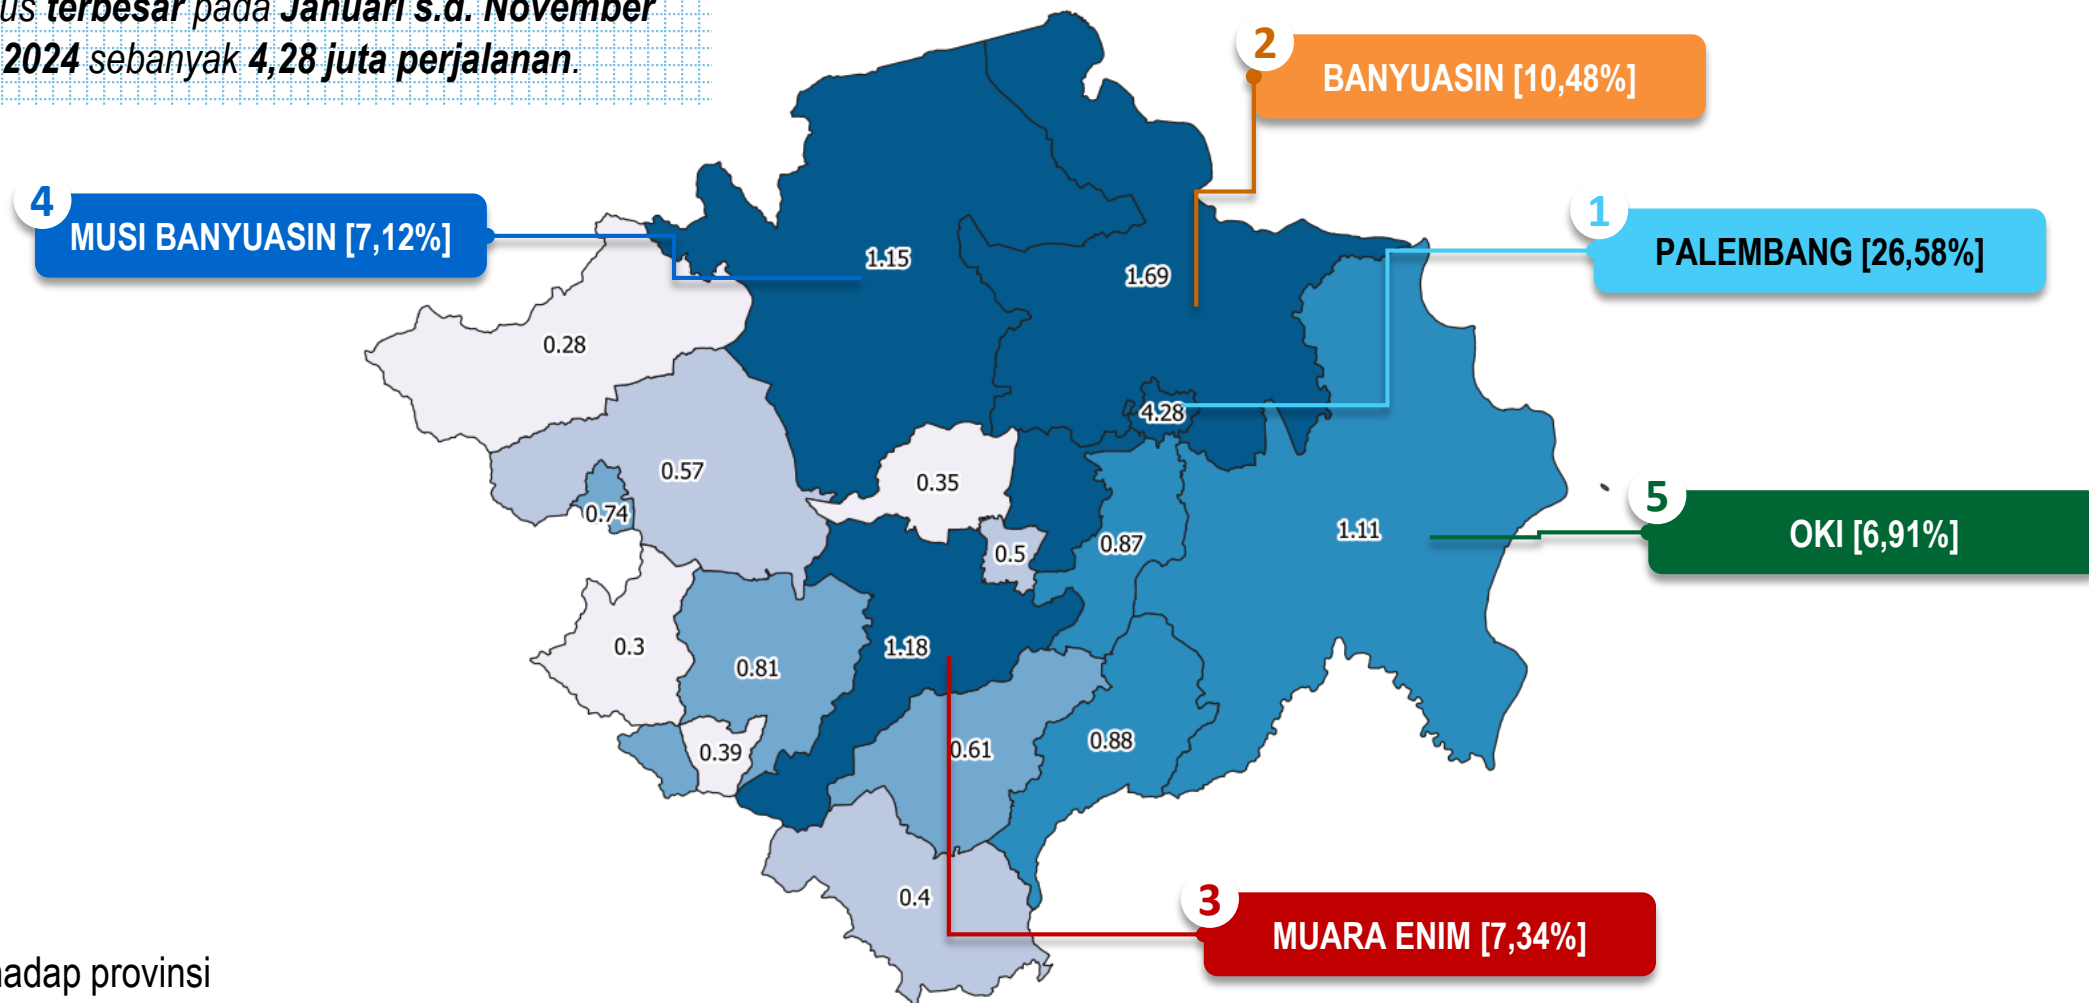 us terbesar pada Januari s.d. November
2024 sebanyak 4,28 juta perjalanan.
2
BANYUASIN [10,48%]
1
PALEMBANG [26,58%]
4
MUSI BANYUASIN [7,12%]
1.15
1.69
0.28
4.28
0.57
0.35
0.74
5
OKI [6,91%]
0.5
0.87
1.11
0.3
0.81
1.18
0.39
0.61
0.88
0.4
3
MUARA ENIM [7,34%]
adap provinsi